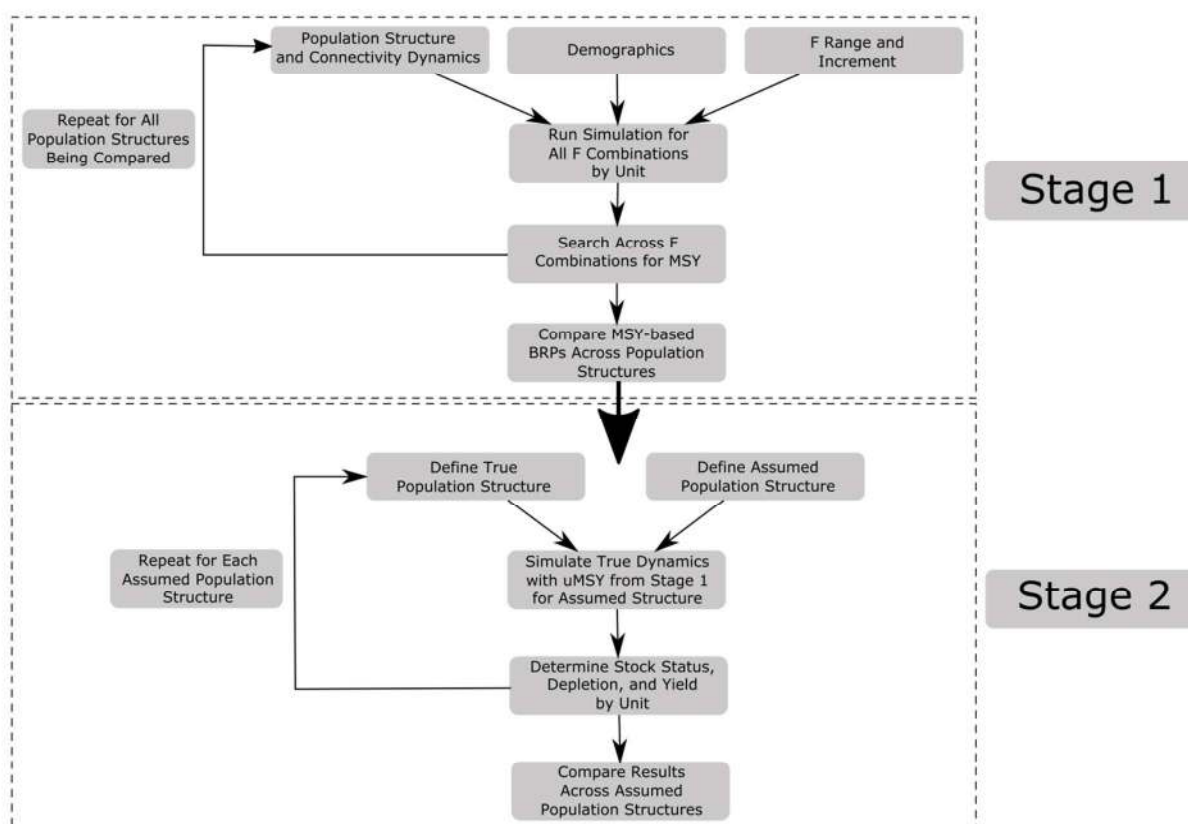 Population Structure
and Connectivity Dynamics
Demographics
F Range and
Increment
Repeat for All
Population Structures
Being Compared
Run Simulation for
All F Combinations
by Unit
Stage 1
Search Across F
Combinations for MSY
Compare MSY-based
BRPs Across Population
Structures
Define True
Population Structure
Define Assumed
Population Structure
Repeat for Each
Assumed Population
Structure
Simulate True Dynamics
with uMSY from Stage 1
for Assumed Structure
Stage 2
Determine Stock Status,
Depletion, and Yield
by Unit
Compare Results
Across Assumed
Population Structures